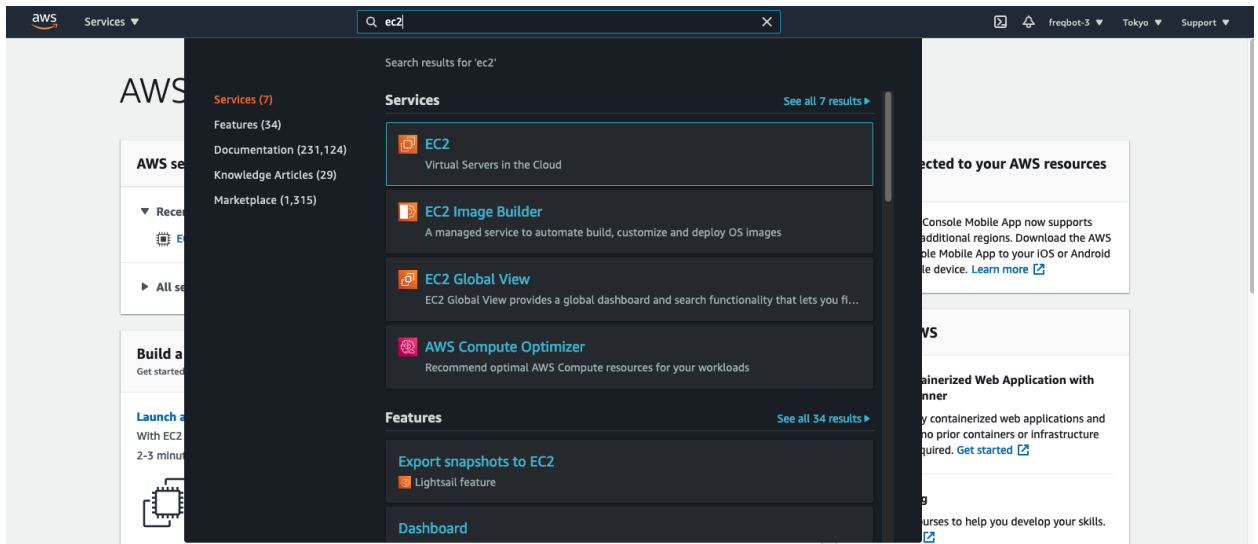 aws
Services ▼
ec2
freqbot-3 ▼
Tokyo ▼
Support ▼
AWS
Search results for 'ec2'
Services (7)
Features (34)
Documentation (231,124)
Knowledge Articles (29)
Marketplace (1,315)
Services
See all 7 results
EC2
Virtual Servers in the Cloud
EC2 Image Builder
A managed service to automate build, customize and deploy OS images
EC2 Global View
EC2 Global View provides a global dashboard and search functionality that lets you fi...
AWS Compute Optimizer
Recommend optimal AWS Compute resources for your workloads
Features
See all 34 results
Export snapshots to EC2
Lightsail feature
Dashboard
AWS se
▼ Recen
▶ All se
Build a
Get started
Launch a
With EC2
2-3 minut
ected to your AWS resources
Console Mobile App now supports
additional regions. Download the AWS
ole Mobile App to your iOS or Android
le device. Learn more
WS
ainerized Web Application with
nner
y containerized web applications and
no prior containers or infrastructure
quired. Get started
g
urses to help you develop your skills.